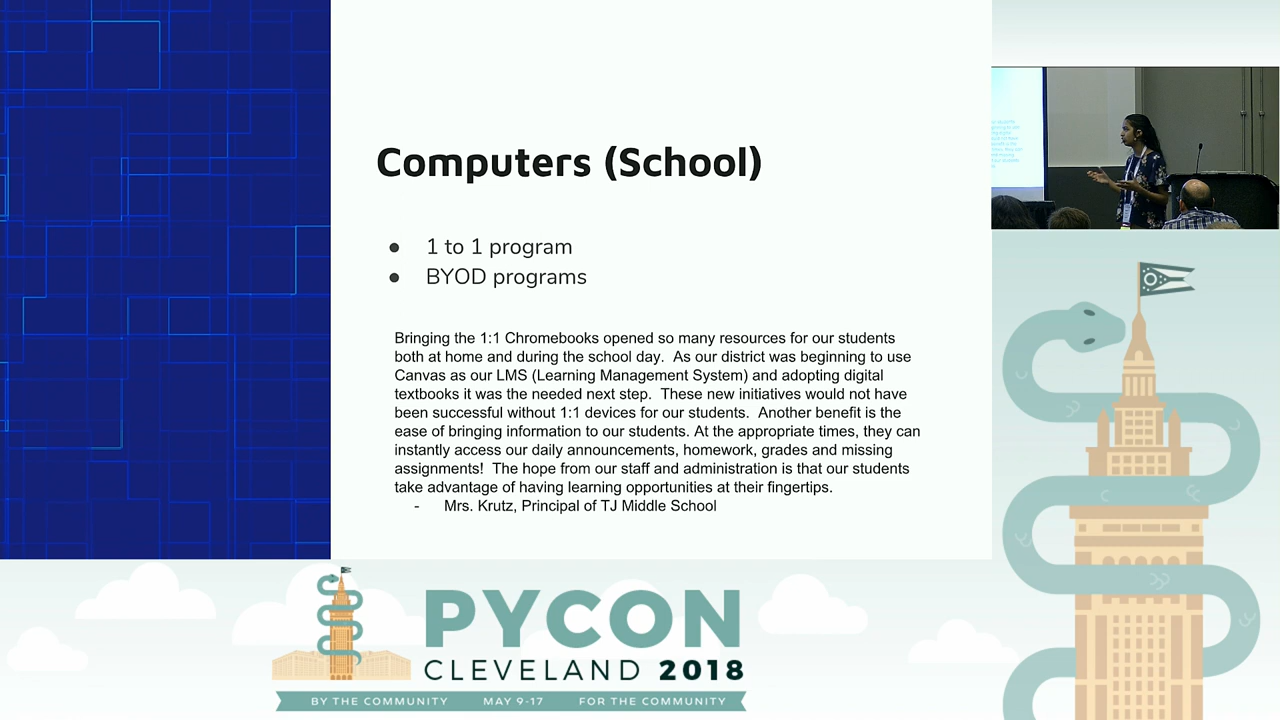 Computers (School)
● 1 to 1 program
● BYOD programs
Bringing the 1:1 Chromebooks opened so many resources for our students
both at home and during the school day.  As our district was beginning to use
Canvas as our LMS (Learning Management System) and adopting digital
textbooks it was the needed next step.  These new initiatives would not have
been successful without 1:1 devices for our students.  Another benefit is the
ease of bringing information to our students. At the appropriate times, they can
instantly access our daily announcements, homework, grades and missing
assignments!  The hope from our staff and administration is that our students
take advantage of having learning opportunities at their fingertips.
- Mrs. Krutz, Principal of TJ Middle School
PYCON
CLEVELAND 2018
BY THE COMMUNITY MAY 9-17 FOR THE COMMUNITY